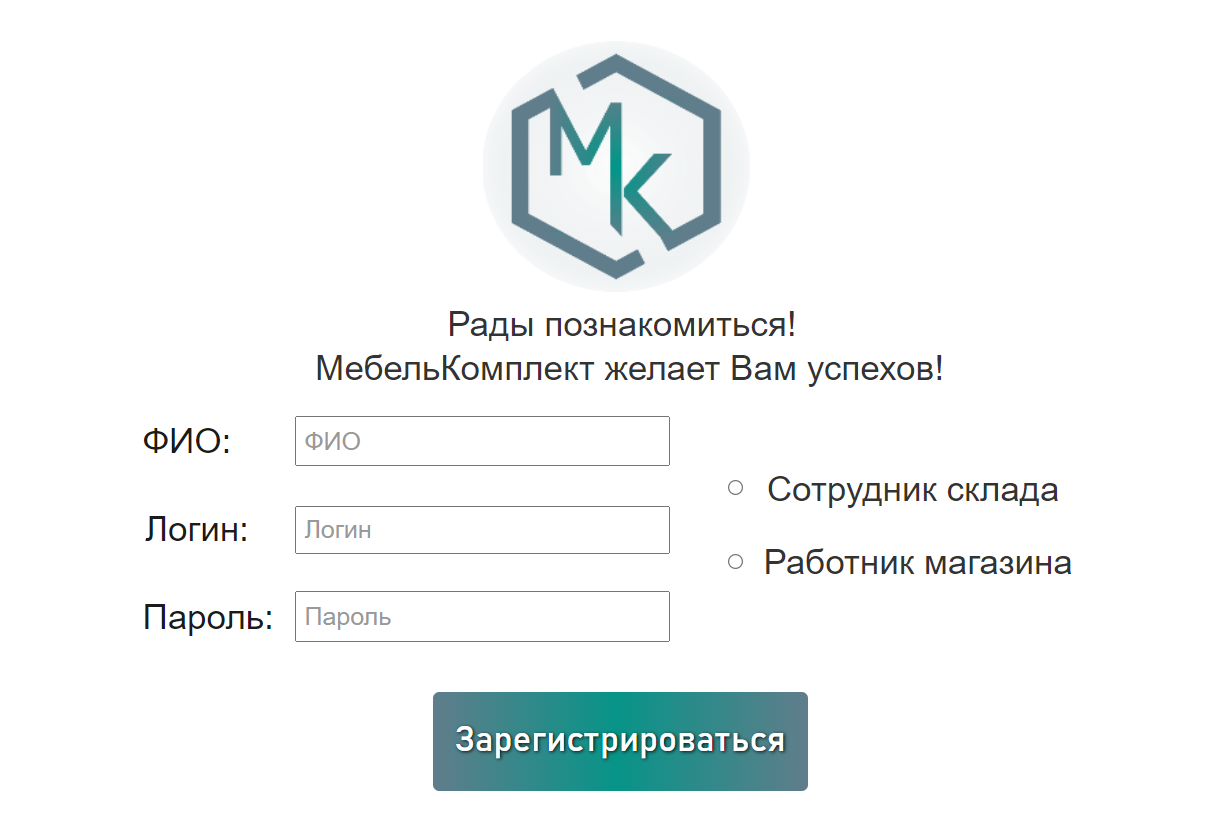 МК
Рады познакомиться!
МебельКомплект желает Вам успехов!
ФИО: ФИО
Сотрудник склада
Логин: Логин
Работник магазина
Пароль: Пароль
Зарегистрироваться